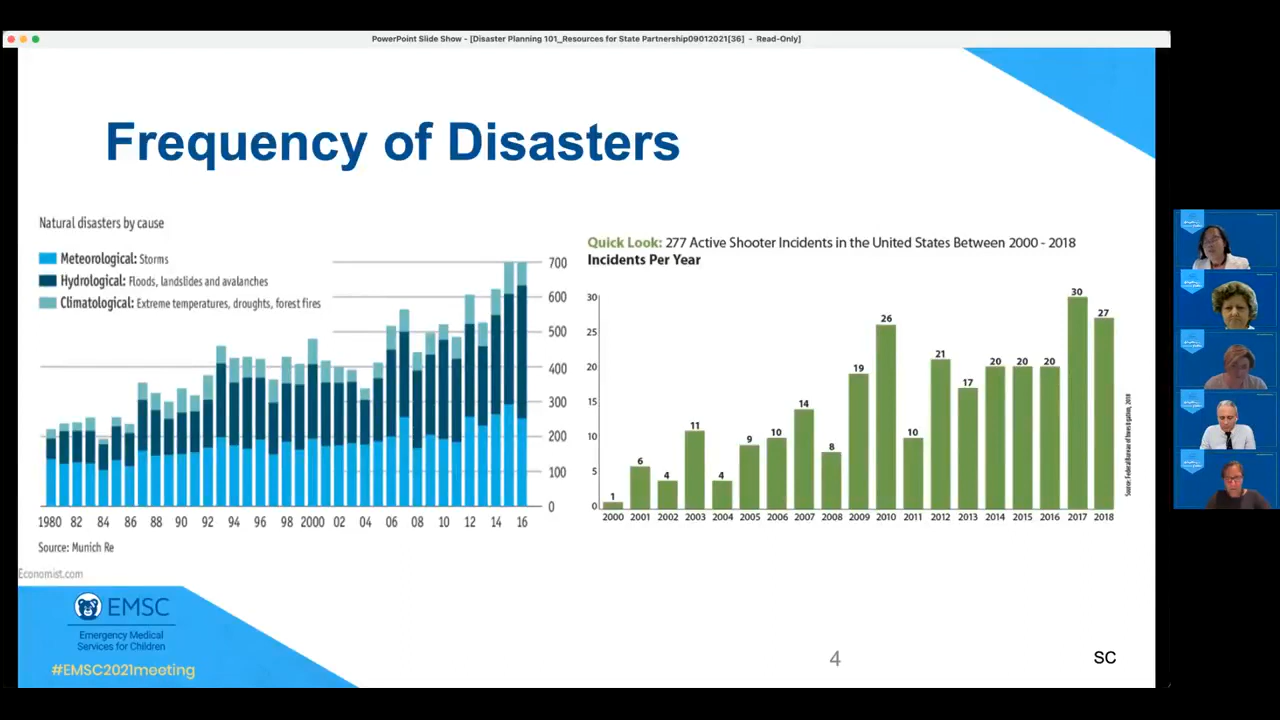 PowerPoint Slide Show - [Disaster Planning 101_Resources for State Partnership09012021[36] - Read-Only]
Frequency of Disasters
Natural disasters by cause
Meteorological: Storms
Hydrological: Floods, landslides and avalanches
Climatological: Extreme temperatures, droughts, forest fires
700
600
500
400
300
200
100
0
1980 82 84 86 88 90 92 94 96 98 2000 02 04 06 08 10 12 14 16
Source: Munich Re
Economist.com
Quick Look: 277 Active Shooter Incidents in the United States Between 2000 - 2018
Incidents Per Year
30
25
20
15
10
5
0
1 6 4 11 4 9 10 14 8 19 26 10 21 17 20 20 20 30 27
2000 2001 2002 2003 2004 2005 2006 2007 2008 2009 2010 2011 2012 2013 2014 2015 2016 2017 2018
Source: Federal Bureau of Investigation, 2018
EMSC
Emergency Medical
Services for Children
#EMSC2021meeting
4
SC